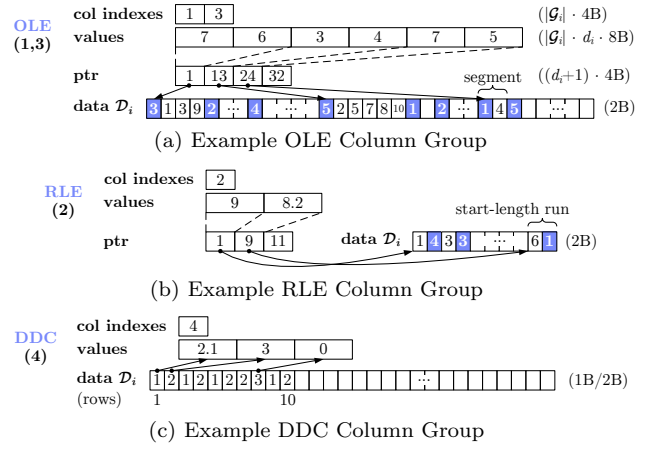 OLE
(1,3)
col indexes 1 3 (|𝒢ᵢ| · 4B)
values 7 6 3 4 7 5 (|𝒢ᵢ| · dᵢ · 8B)
ptr 1 13 24 32 ((dᵢ+1) · 4B)
segment
data 𝒟ᵢ 3 1 3 9 2 ... 4 ... 5 2 5 7 8 10 1 2 ... 1 4 5 ... (2B)
(a) Example OLE Column Group
RLE
(2)
col indexes 2
values 9 8.2
start-length run
ptr 1 9 11 data 𝒟ᵢ 1 4 3 3 ... 6 1 (2B)
(b) Example RLE Column Group
DDC
(4)
col indexes 4
values 2.1 3 0
data 𝒟ᵢ 1 2 1 2 1 2 2 3 1 2 ... (1B/2B)
(rows) 1 10
(c) Example DDC Column Group